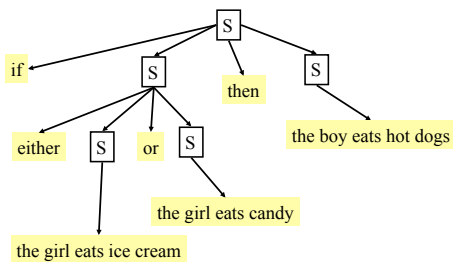 S
if
S
then
S
either
S
or
S
the boy eats hot dogs
the girl eats candy
the girl eats ice cream